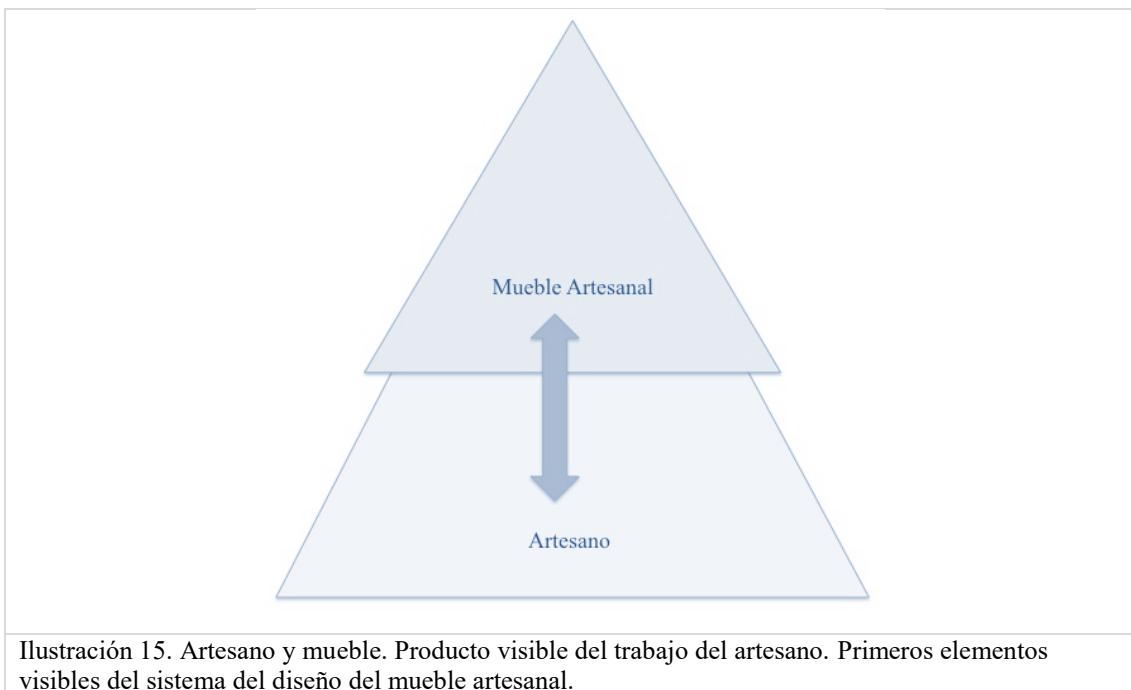 Mueble Artesanal
Artesano
Ilustración 15. Artesano y mueble. Producto visible del trabajo del artesano. Primeros elementos
visibles del sistema del diseño del mueble artesanal.